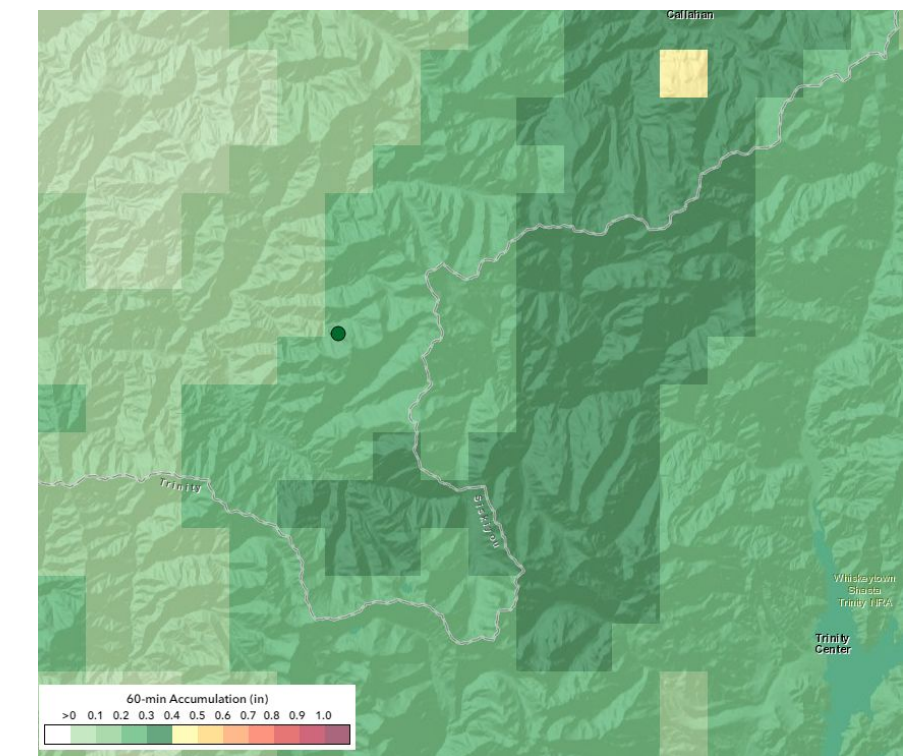 Callahan
Trinity
Siskiyou
Whiskeytown
Shasta
Trinity NRA
Trinity
Center
60-min Accumulation (in)
>0 0.1 0.2 0.3 0.4 0.5 0.6 0.7 0.8 0.9 1.0